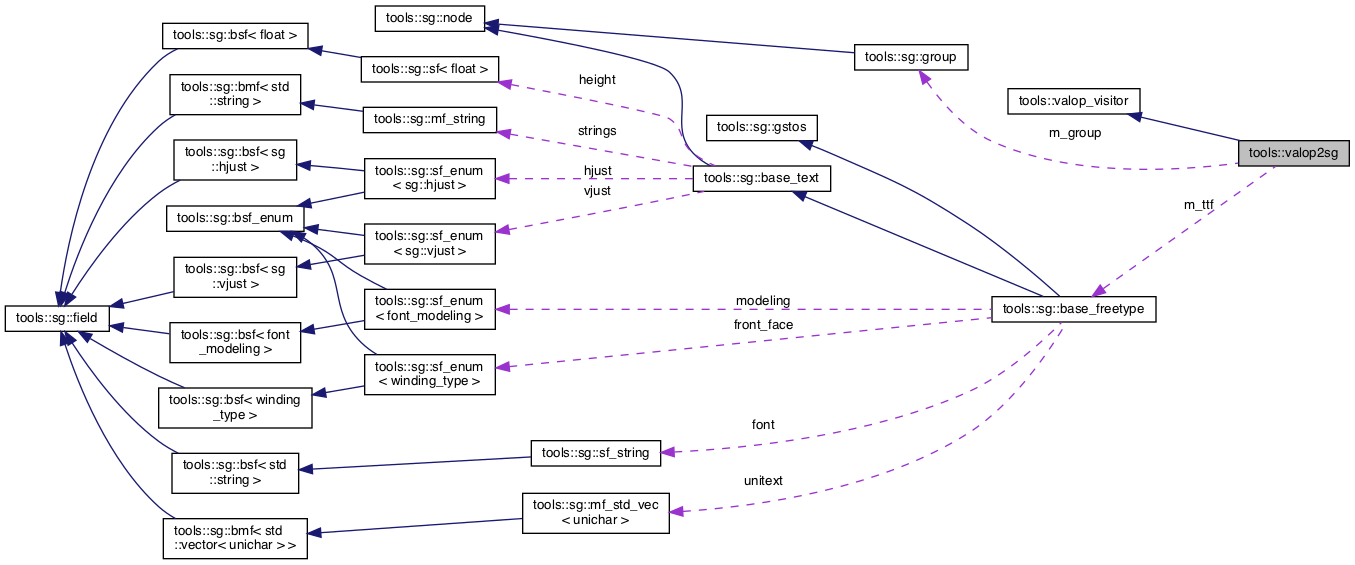 tools::sg::node
tools::sg::bsf< float >
tools::sg::group
tools::sg::sf< float >
height
tools::sg::bmf< std
::string >
tools::valop_visitor
tools::sg::mf_string
strings
tools::sg::gstos
m_group
tools::valop2sg
tools::sg::bsf< sg
::hjust >
tools::sg::sf_enum
< sg::hjust >
hjust
tools::sg::base_text
vjust
m_ttf
tools::sg::bsf_enum
tools::sg::sf_enum
< sg::vjust >
tools::sg::bsf< sg
::vjust >
tools::sg::field
tools::sg::sf_enum
< font_modeling >
modeling
tools::sg::base_freetype
front_face
tools::sg::bsf< font
_modeling >
tools::sg::sf_enum
< winding_type >
tools::sg::bsf< winding
_type >
font
tools::sg::bsf< std
::string >
tools::sg::sf_string
unitext
tools::sg::mf_std_vec
< unichar >
tools::sg::bmf< std
::vector< unichar > >